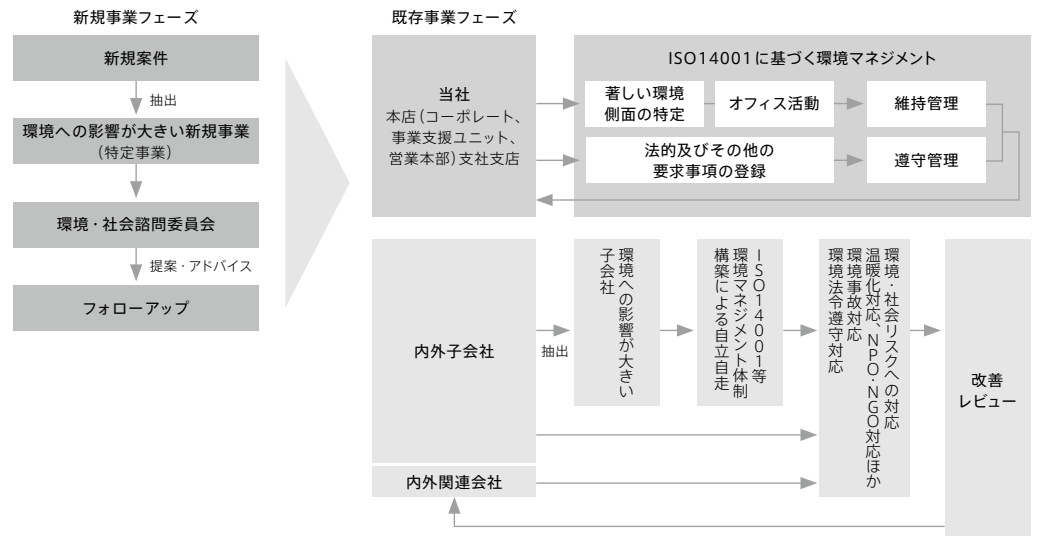 新規事業フェーズ
新規案件
抽出
環境への影響が大きい新規事業
(特定事業)
環境・社会諮問委員会
提案・アドバイス
フォローアップ
既存事業フェーズ
当社
本店(コーポレート、
事業支援ユニット、
営業本部)支社支店
ISO14001に基づく環境マネジメント
著しい環境
側面の特定
オフィス活動
維持管理
法的及びその他の
要求事項の登録
遵守管理
内外子会社
抽出
環境への影響が大きい
子会社
ISO14001等
環境マネジメント体制
構築による自立自走
環境・社会リスクへの対応
温暖化対応、NPO・NGO対応ほか
環境事故対応
環境法令遵守対応
改善
レビュー
内外関連会社